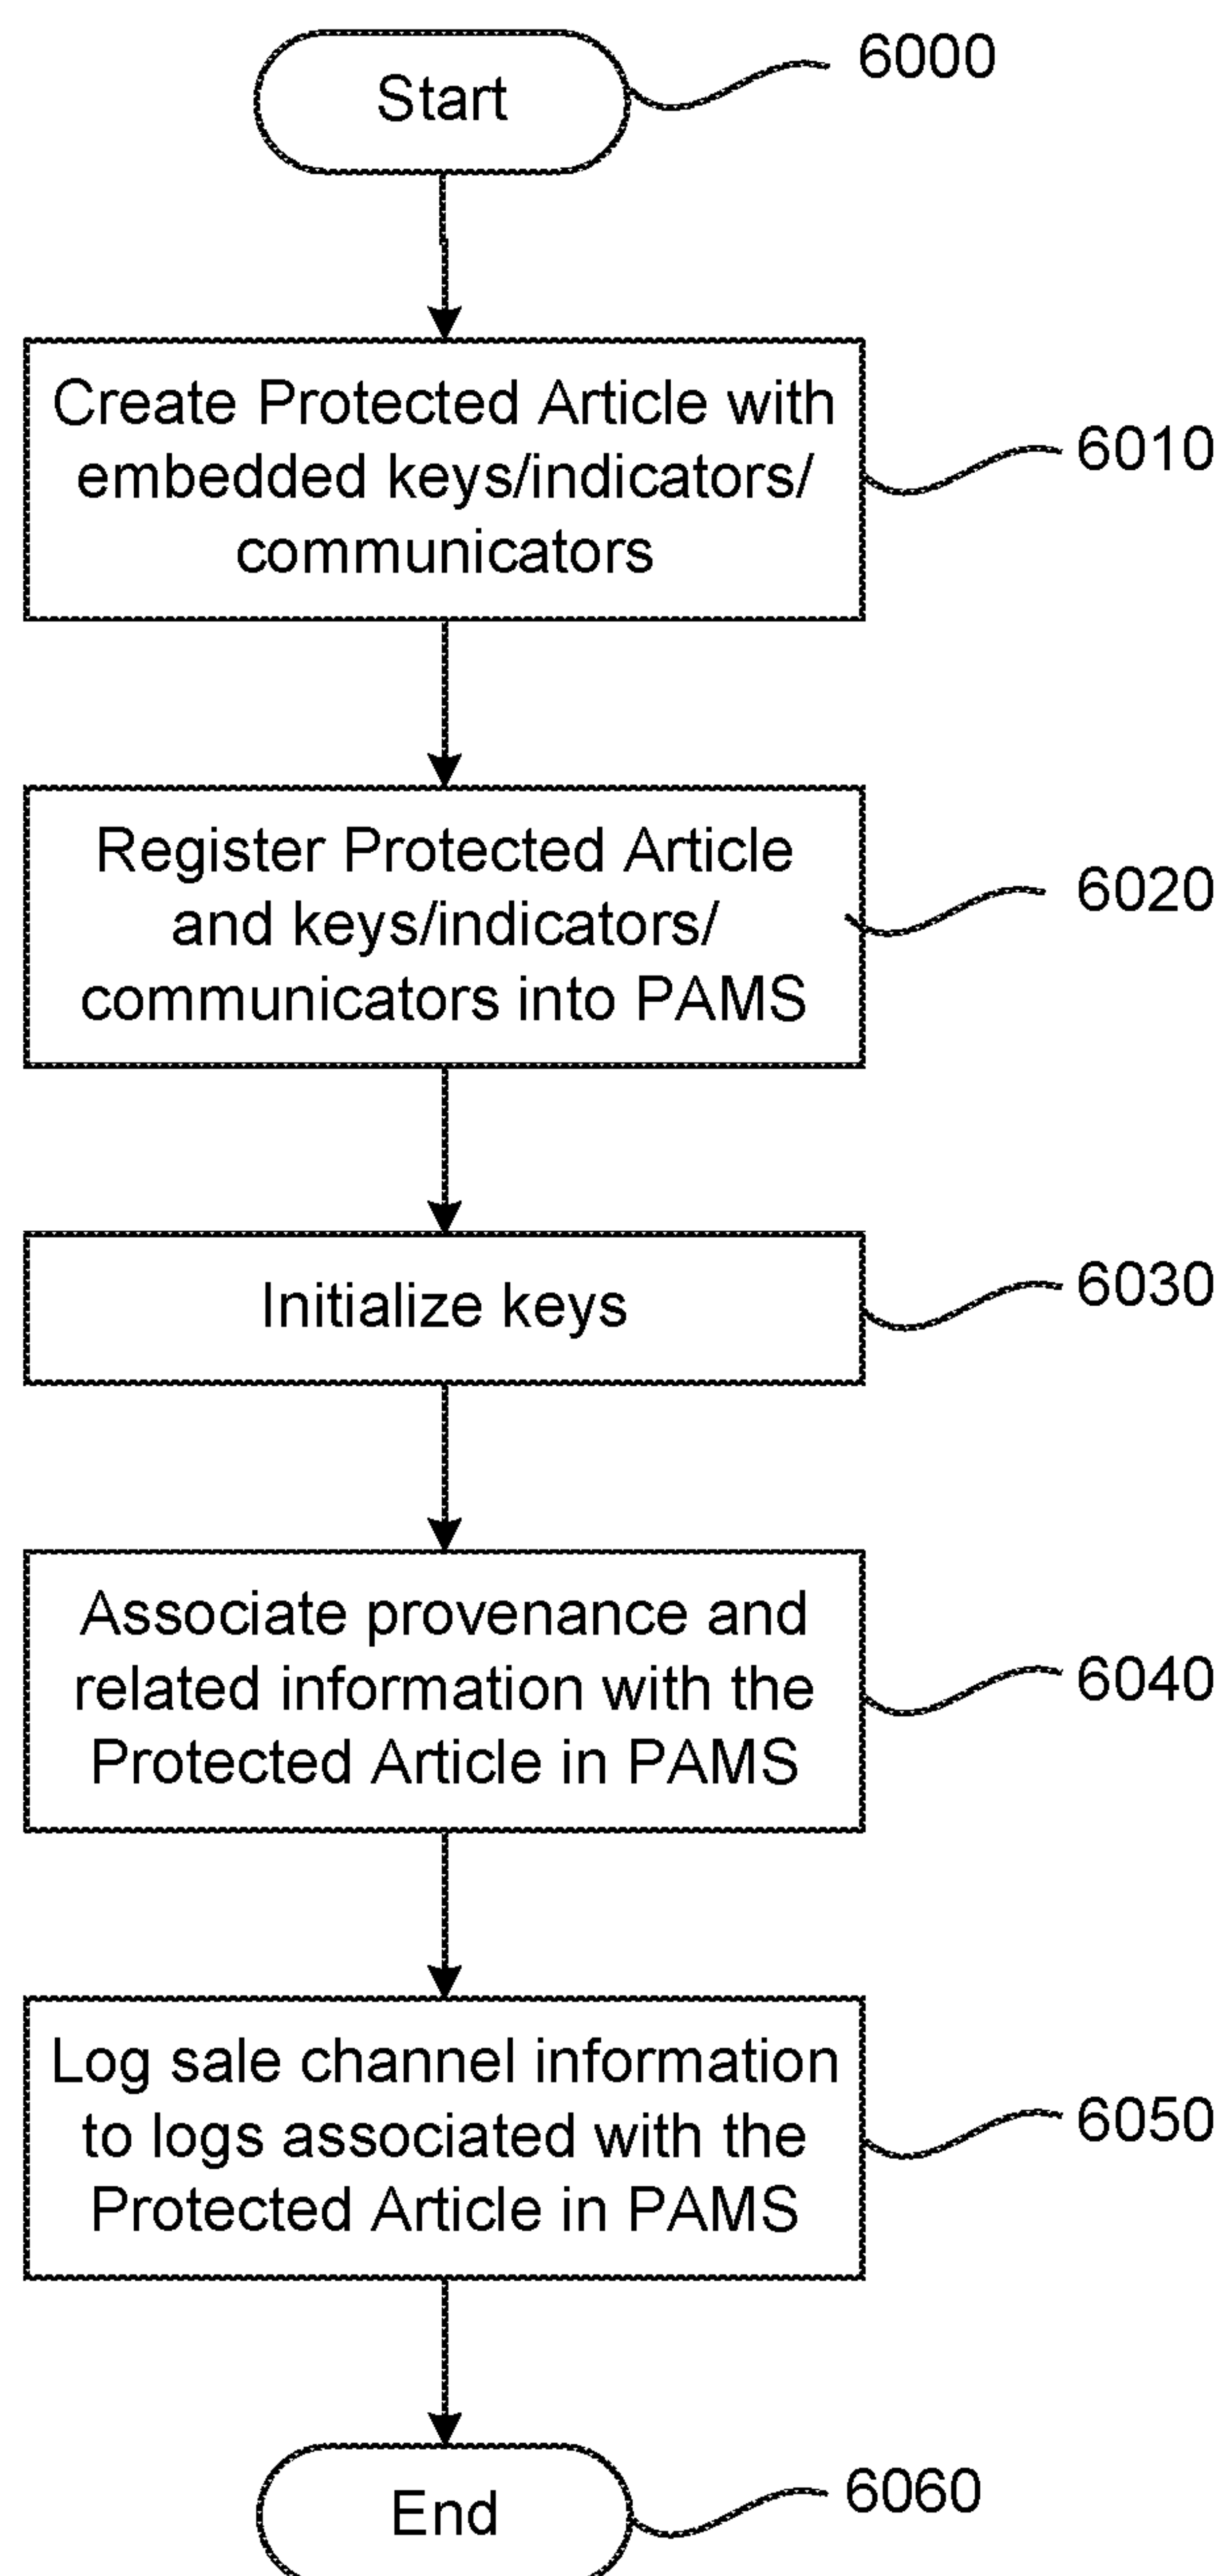 Start
6000
Create Protected Article with
embedded keys/indicators/
communicators
6010
Register Protected Article
and keys/indicators/
communicators into PAMS
6020
Initialize keys
6030
Associate provenance and
related information with the
Protected Article in PAMS
6040
Log sale channel information
to logs associated with the
Protected Article in PAMS
6050
End
6060